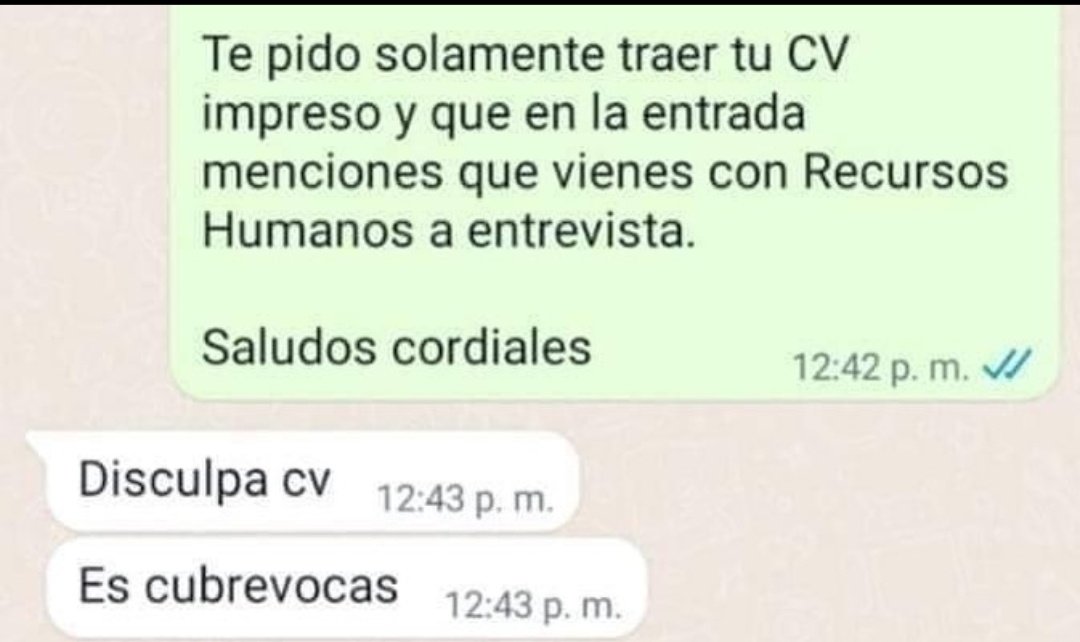 Te pido solamente traer tu CV
impreso y que en la entrada
menciones que vienes con Recursos
Humanos a entrevista.
Saludos cordiales
12:42 p. m.
Disculpa cv 12:43 p. m.
Es cubrevocas 12:43 p. m.